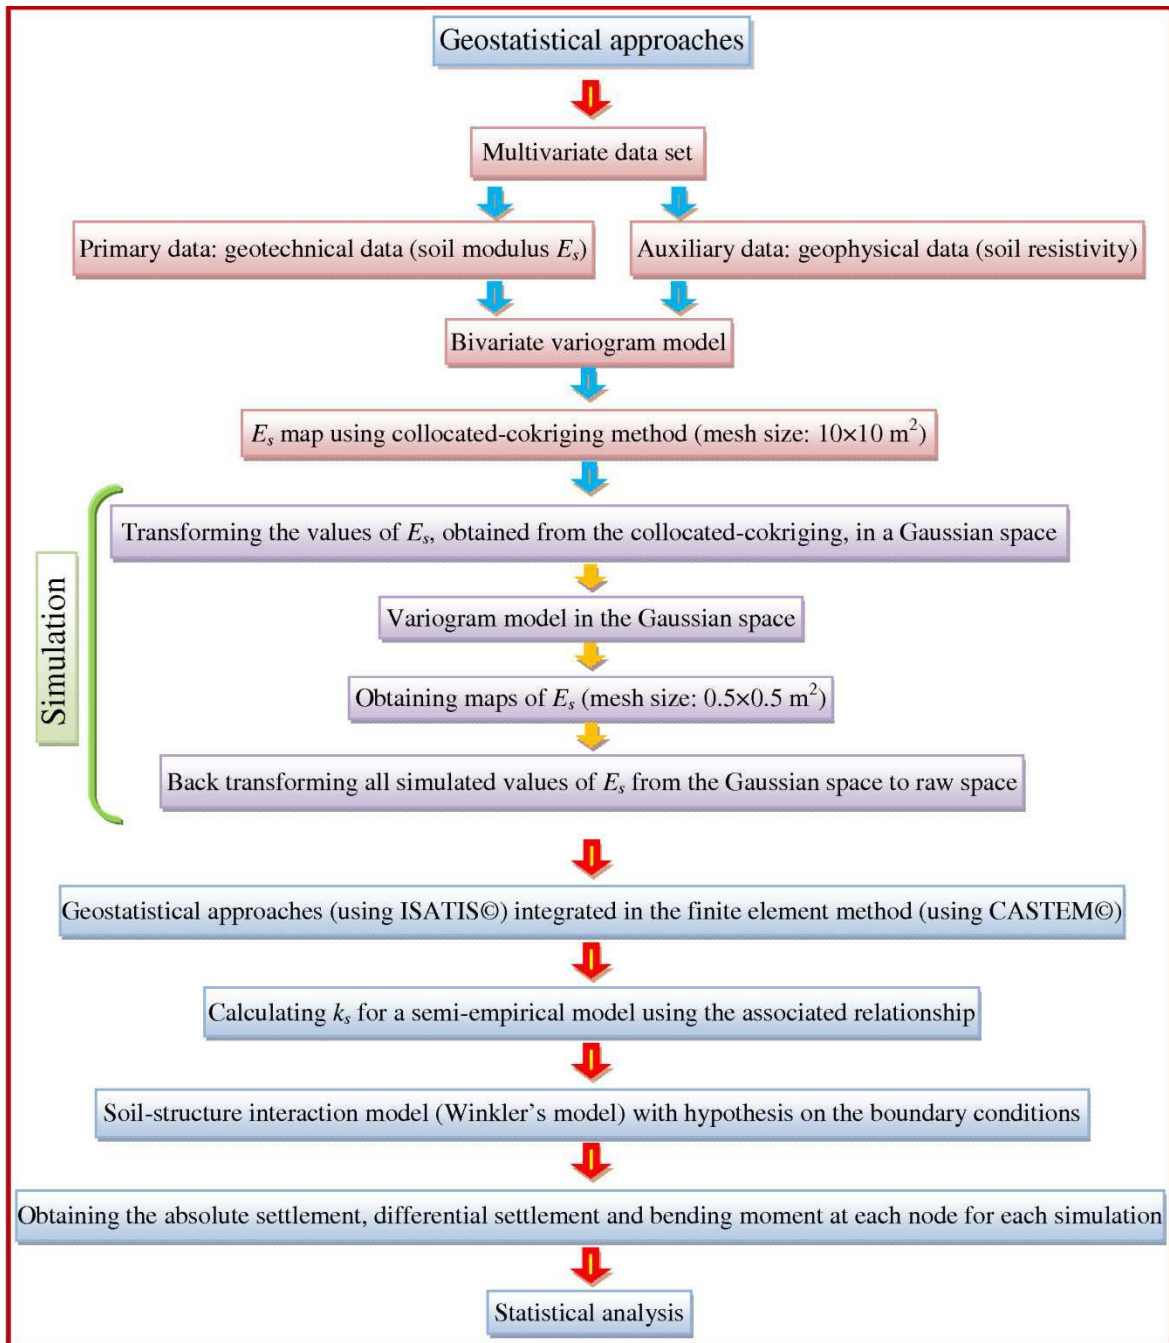 Geostatistical approaches
Multivariate data set
Primary data: geotechnical data (soil modulus Es)
Auxiliary data: geophysical data (soil resistivity)
Bivariate variogram model
Es map using collocated-cokriging method (mesh size: 10×10 m²)
Transforming the values of Es, obtained from the collocated-cokriging, in a Gaussian space
Variogram model in the Gaussian space
Simulation
Obtaining maps of Es (mesh size: 0.5×0.5 m²)
Back transforming all simulated values of Es from the Gaussian space to raw space
Geostatistical approaches (using ISATIS©) integrated in the finite element method (using CASTEM©)
Calculating ks for a semi-empirical model using the associated relationship
Soil-structure interaction model (Winkler’s model) with hypothesis on the boundary conditions
Obtaining the absolute settlement, differential settlement and bending moment at each node for each simulation
Statistical analysis